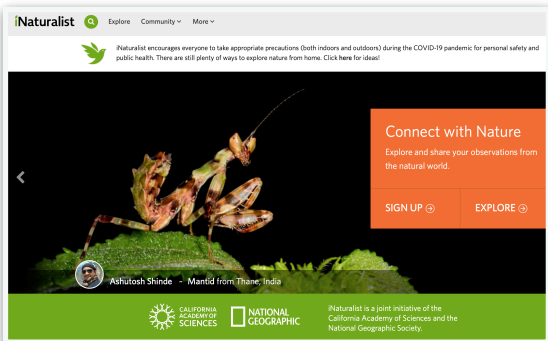 iNaturalist Explore Community More
iNaturalist encourages everyone to take appropriate precautions (both indoors and outdoors) during the COVID-19 pandemic for personal safety and
public health. There are still plenty of ways to explore nature from home. Click here for ideas!
Connect with Nature
Explore and share your observations from
the natural world.
SIGN UP EXPLORE
Ashutosh Shinde - Mantid from Thane, India
CALIFORNIA
ACADEMY OF
SCIENCES
NATIONAL
GEOGRAPHIC
iNaturalist is a joint initiative of the
California Academy of Sciences and the
National Geographic Society.